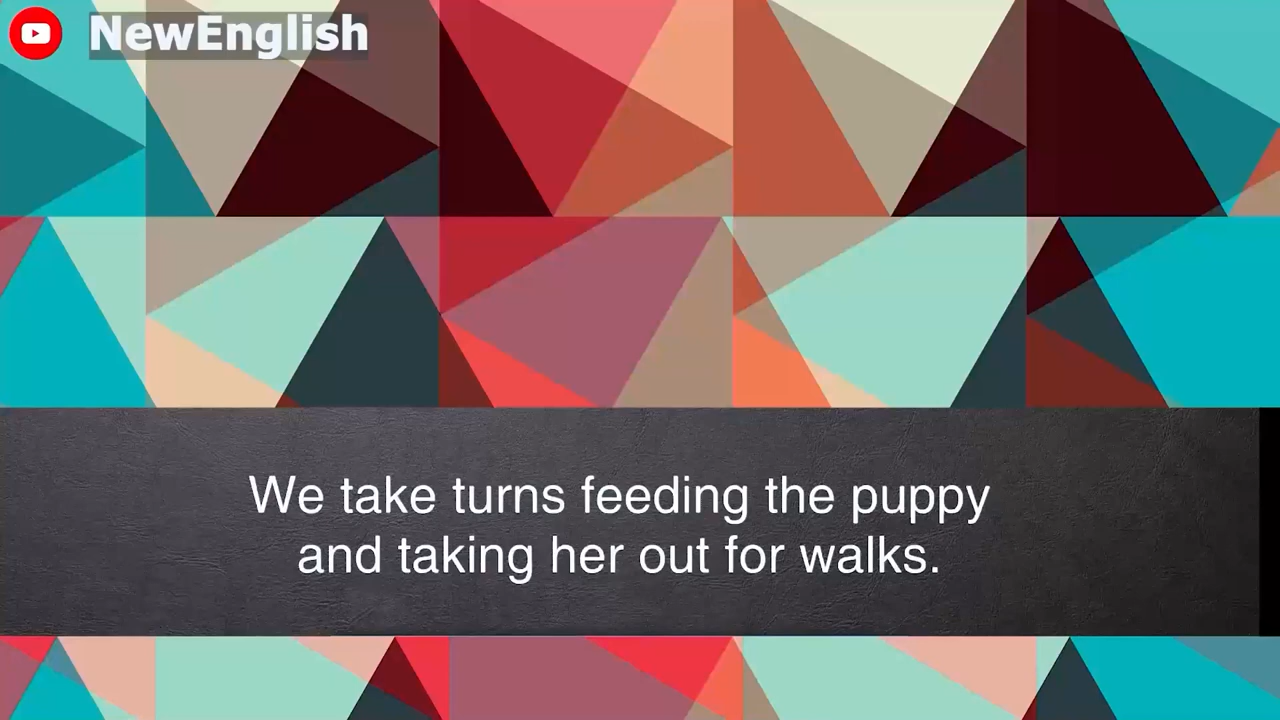 NewEnglish
We take turns feeding the puppy
and taking her out for walks.